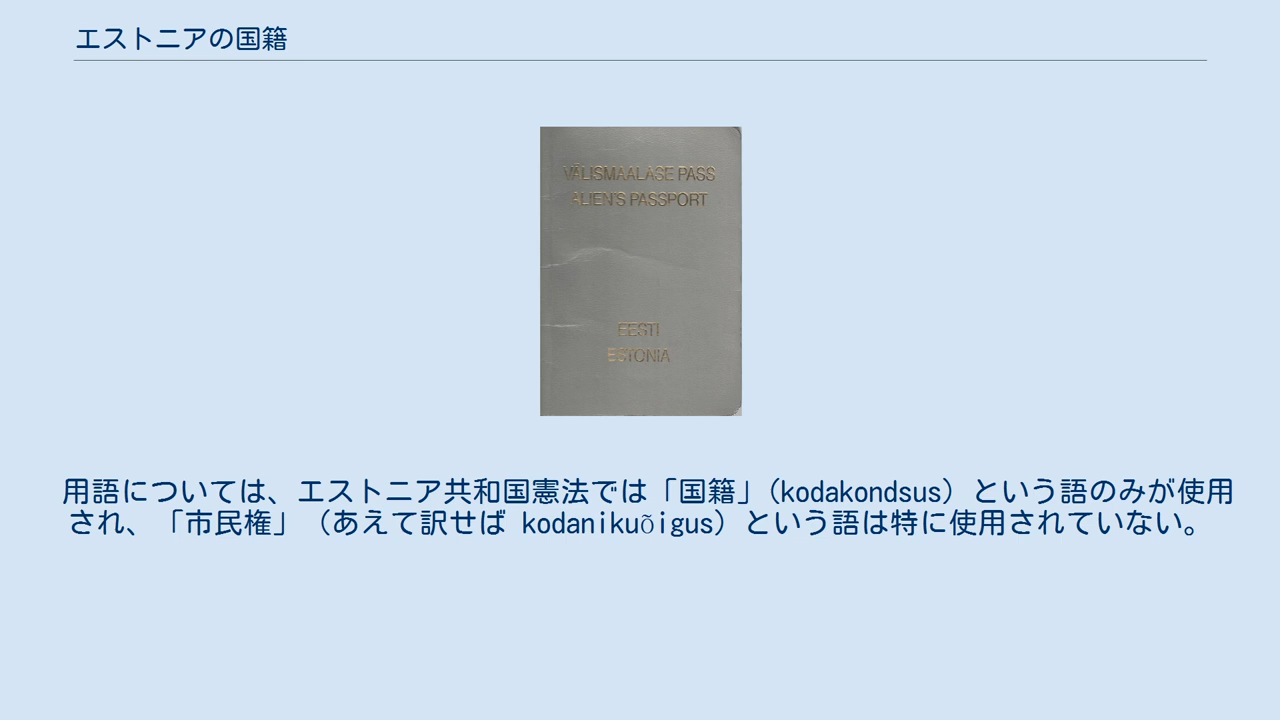 エストニアの国籍
VÄLISMAALASE PASS
ALIEN'S PASSPORT
EESTI
ESTONIA
用語については、エストニア共和国憲法では「国籍」(kodakondsus) という語のみが使用
され、「市民権」（あえて訳せば kodanikuõigus）という語は特に使用されていない。